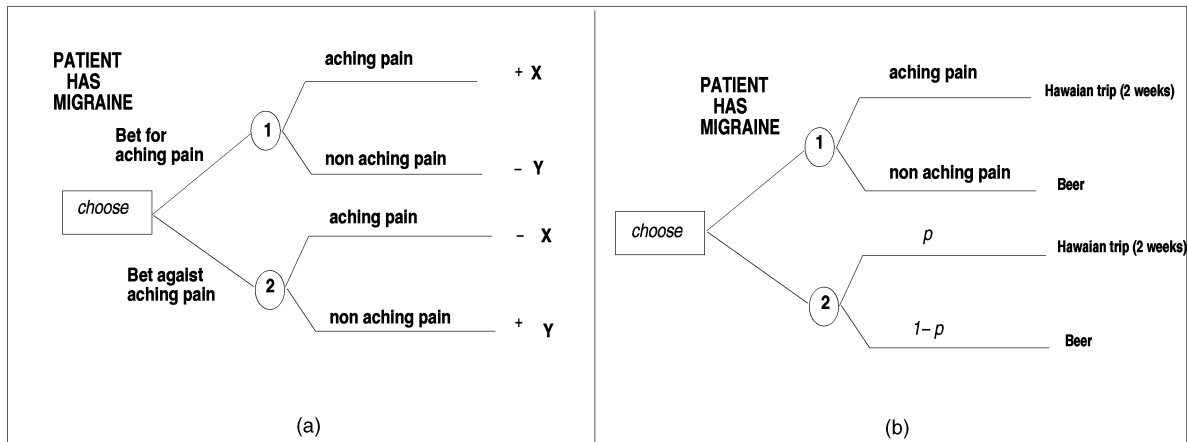 PATIENT
HAS
MIGRAINE
aching pain
+ X
Bet for
aching pain
1
non aching pain
– Y
choose
aching pain
– X
Bet agaist
aching pain
2
non aching pain
+ Y
(a)
PATIENT
HAS
MIGRAINE
aching pain
Hawaian trip (2 weeks)
1
non aching pain
Beer
choose
p
Hawaian trip (2 weeks)
2
1– p
Beer
(b)